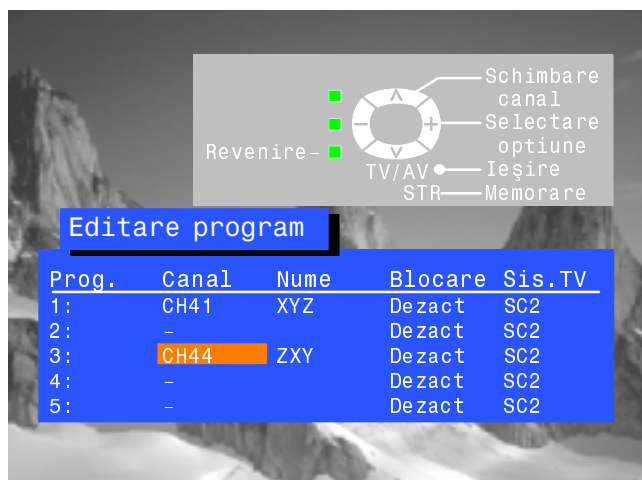 Schimbare
canal
Selectare
optiune
Revenire-
TV/AV Ieşire
STR Memorare
Editare program
Prog. Canal Nume Blocare Sis.TV
1: CH41 XYZ Dezact SC2
2: - Dezact SC2
3: CH44 ZXY Dezact SC2
4: - Dezact SC2
5: - Dezact SC2